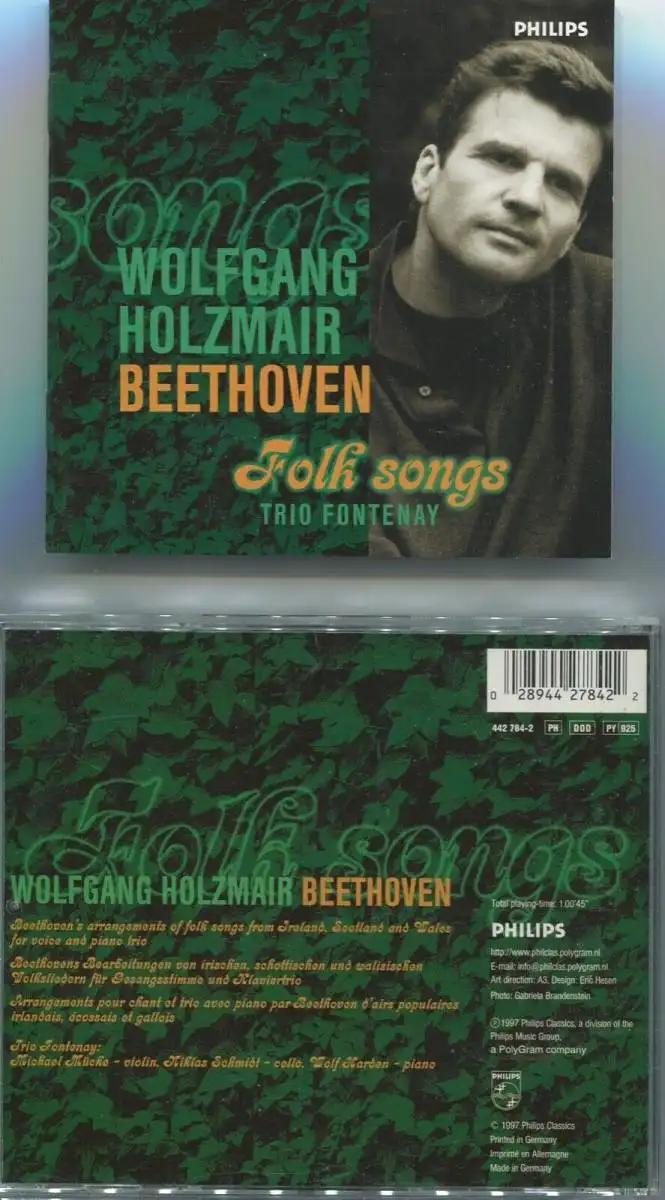 PHILIPS
songs
WOLFGANG
HOLZMAIR
BEETHOVEN
Folk songs
TRIO FONTENAY
0 28944 27842 2
442 784-2 PH DDD PY 925
Folk songs
WOLFGANG HOLZMAIR BEETHOVEN
Beethoven's arrangements of folk songs from Ireland, Scotland and Wales
for voice and piano trio
Beethovens Bearbeitungen von irischen, schottischen und walisischen
Volksliedern für Gesangsstimme und Klaviertrio
Arrangements pour chant et trio avec piano par Beethoven d'airs populaires
irlandais, écossais et gallois
Trio Fontenay:
Michael Mücke - violin, Niklas Schmidt - cello, Wolf Harden - piano
Total playing-time: 1.00'45"
PHILIPS
http://www.philclas.polygram.nl
E-mail: info@philclas.polygram.nl
Art direction: A3, Design: Eric Hesen
Photo: Gabriela Brandenstein
℗1997 Philips Classics, a division of the
Philips Music Group,
a PolyGram company
PHILIPS
© 1997 Philips Classics
Printed in Germany
Imprimé en Allemagne
Made in Germany